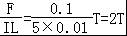 F/IL = 0.1/5×0.01 T=2T